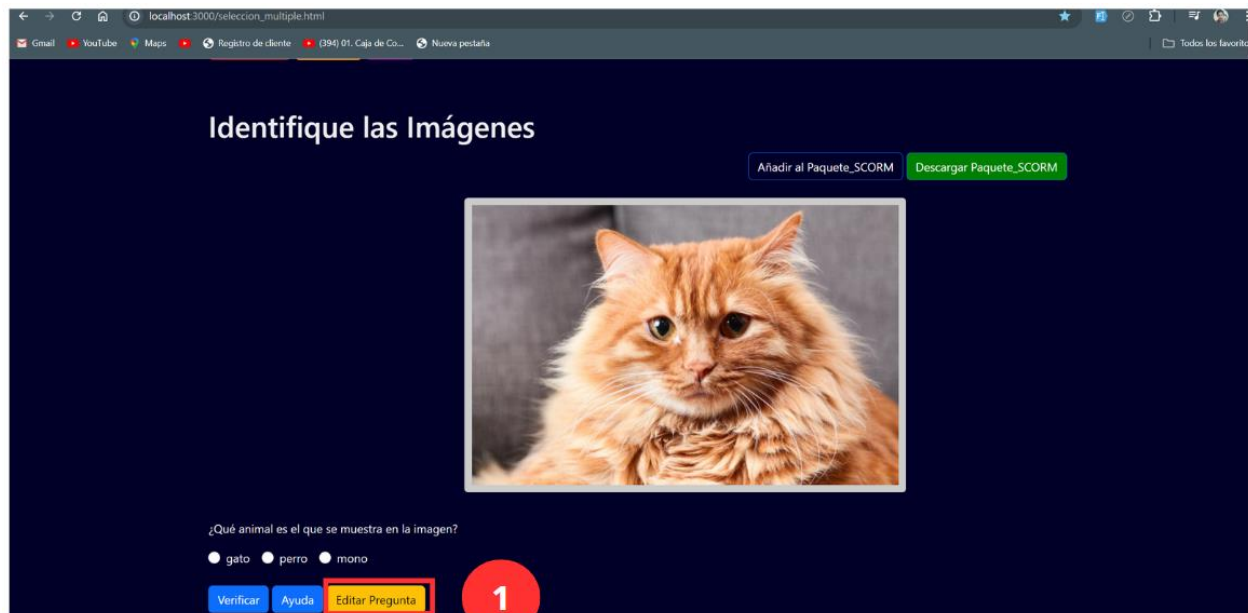 localhost:3000/seleccion_multiple.html
Gmail YouTube Maps Registro de cliente (394) 01. Caja de Co... Nueva pestaña Todos los favorito
Identifique las Imágenes
Añadir al Paquete_SCORM Descargar Paquete_SCORM
¿Qué animal es el que se muestra en la imagen?
gato perro mono
Verificar Ayuda Editar Pregunta 1